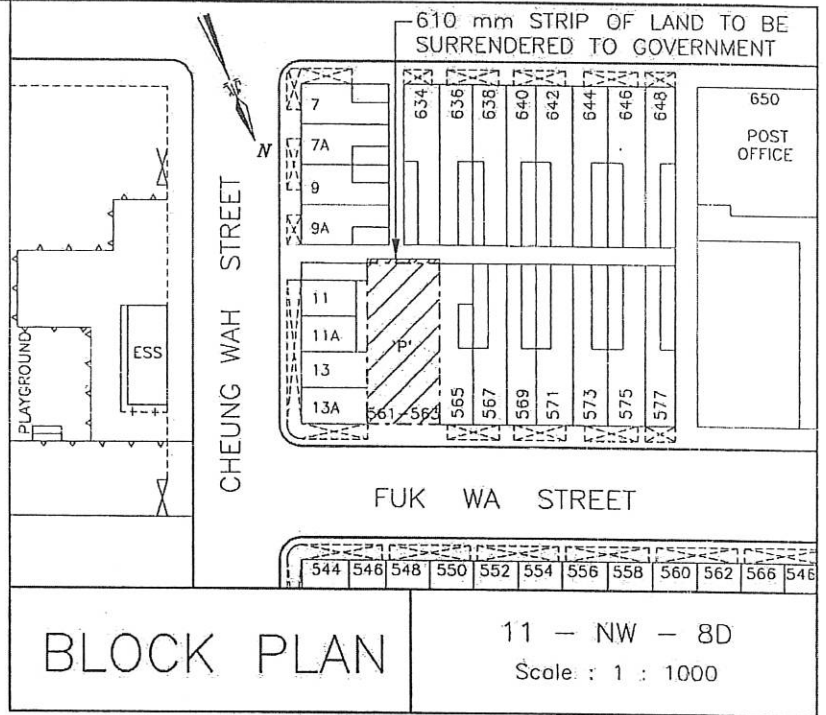 610 mm STRIP OF LAND TO BE
SURRENDERED TO GOVERNMENT
N
7
7A
9
9A
634
636
638
640
642
644
646
648
650
POST
OFFICE
CHEUNG WAH STREET
PLAYGROUND
ESS
11
11A
13
13A
'P'
561-563
565
567
569
571
573
575
577
FUK WA STREET
544 546 548 550 552 554 556 558 560 562 566 546
BLOCK PLAN
11 - NW - 8D
Scale : 1 : 1000